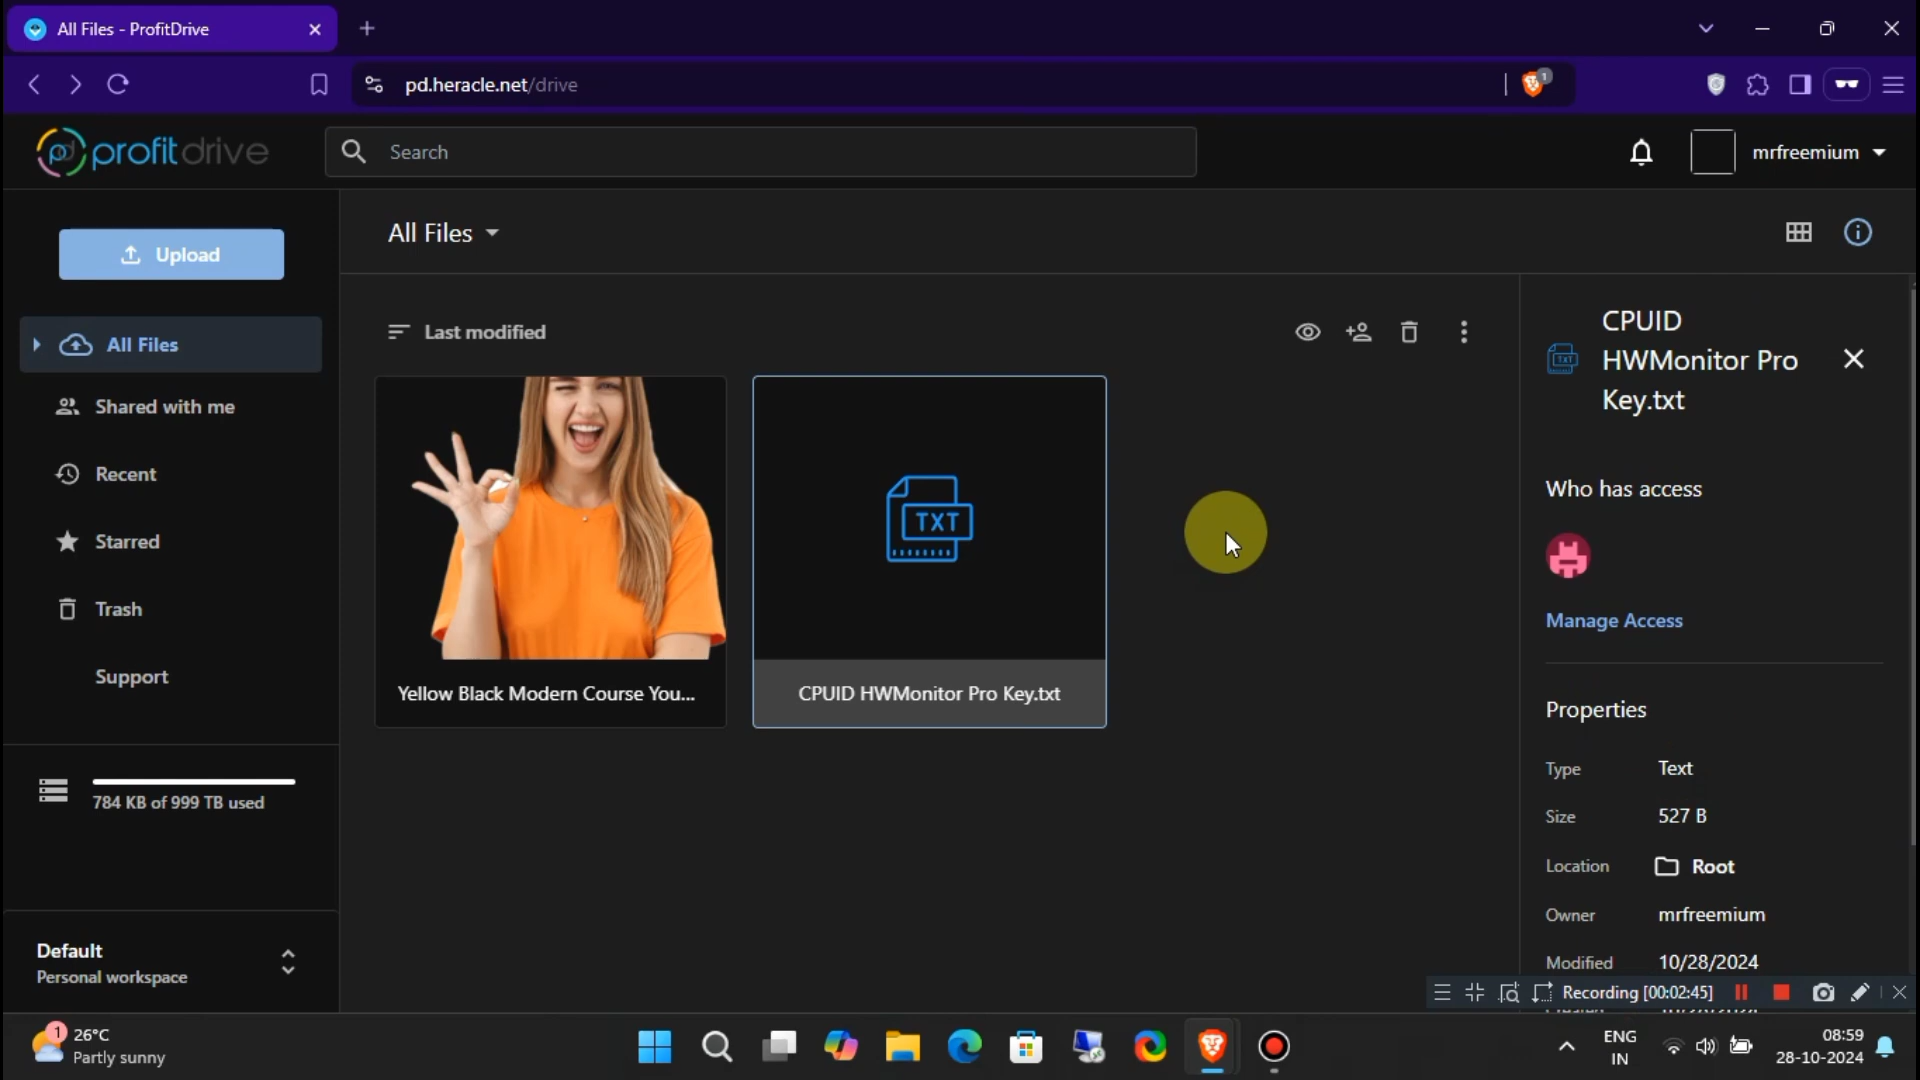 All Files - ProfitDrive
pd.heracle.net/drive
1
pd profitdrive
Search
mrfreemium
Upload
All Files
All Files
Shared with me
Recent
Starred
Trash
Support
784 KB of 999 TB used
Default
Personal workspace
Last modified
TXT
Yellow Black Modern Course You...
CPUID HWMonitor Pro Key.txt
TXT
CPUID
HWMonitor Pro
Key.txt
Who has access
Manage Access
Properties
Type Text
Size 527 B
Location Root
Owner mrfreemium
Modified 10/28/2024
Recording [00:02:45]
1
26°C
Partly sunny
ENG
IN
08:59
28-10-2024